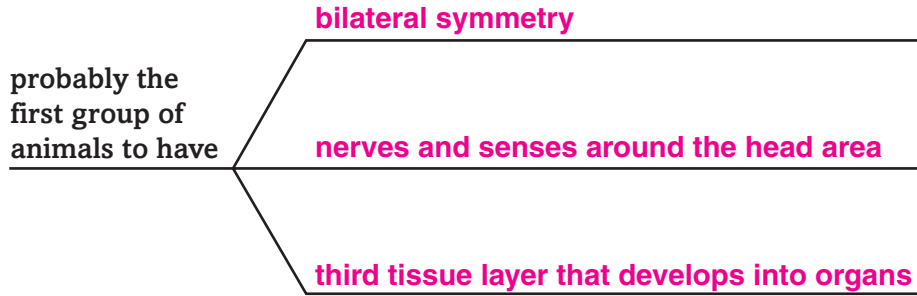 bilateral symmetry
probably the
first group of
animals to have
nerves and senses around the head area
third tissue layer that develops into organs